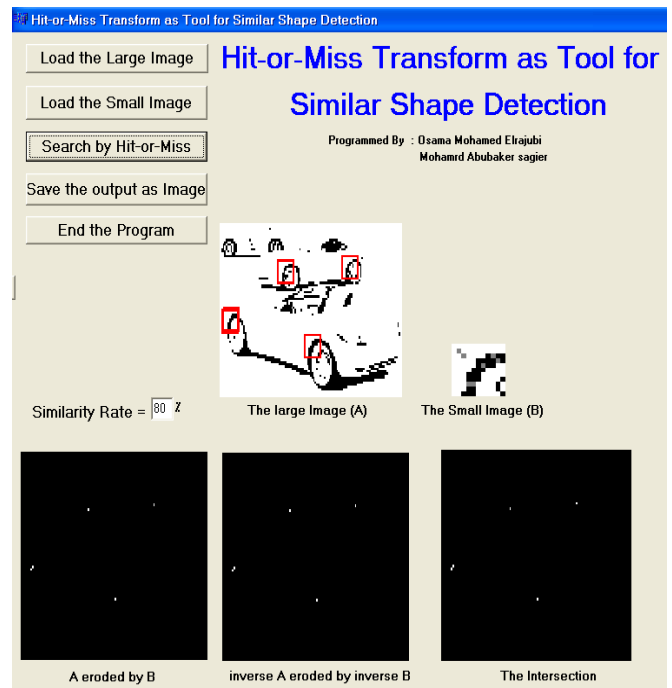 Hit-or-Miss Transform as Tool for Similar Shape Detection
Load the Large Image
Load the Small Image
Search by Hit-or-Miss
Save the output as Image
End the Program
Hit-or-Miss Transform as Tool for
Similar Shape Detection
Programmed By : Osama Mohamed Elrajubi
Mohamrd Abubaker sagier
Similarity Rate = 80 %
The large Image (A)
The Small Image (B)
A eroded by B
inverse A eroded by inverse B
The Intersection